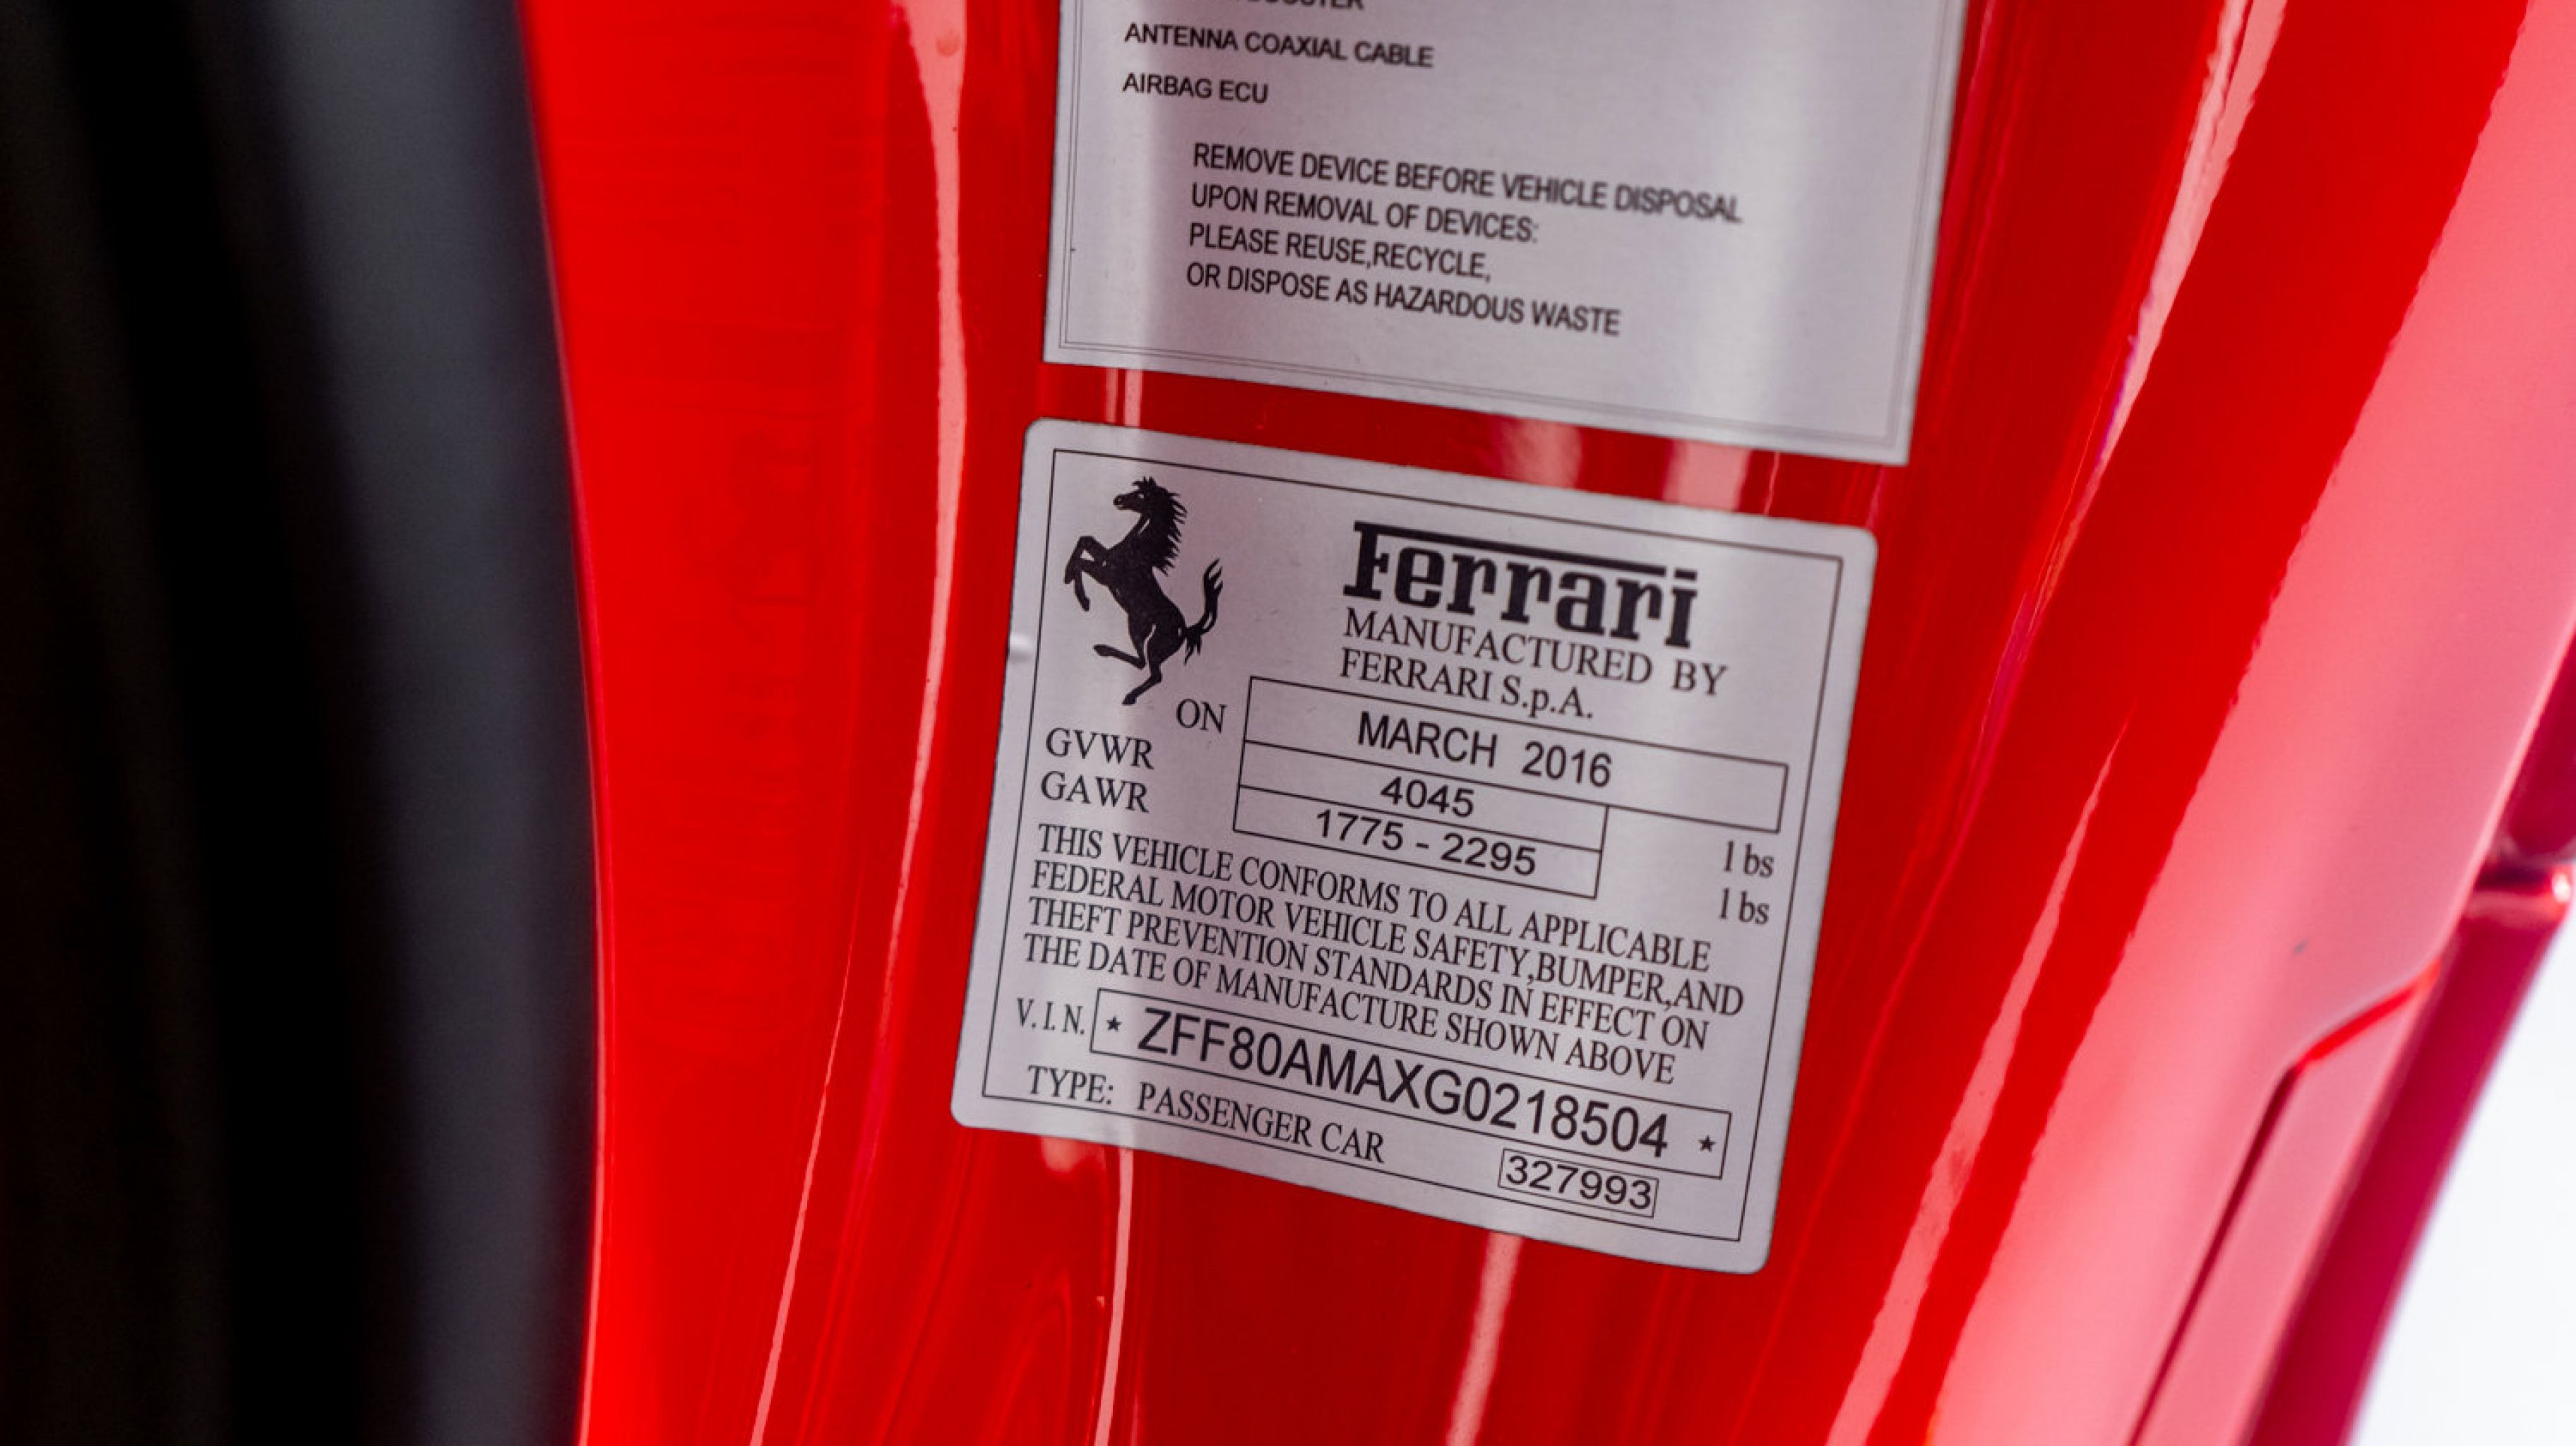 ANTENNA COAXIAL CABLE
AIRBAG ECU
REMOVE DEVICE BEFORE VEHICLE DISPOSAL
UPON REMOVAL OF DEVICES:
PLEASE REUSE,RECYCLE,
OR DISPOSE AS HAZARDOUS WASTE
Ferrari
MANUFACTURED BY
FERRARI S.p.A.
ON MARCH 2016
GVWR 4045 lbs
GAWR 1775 - 2295 lbs
THIS VEHICLE CONFORMS TO ALL APPLICABLE
FEDERAL MOTOR VEHICLE SAFETY,BUMPER,AND
THEFT PREVENTION STANDARDS IN EFFECT ON
THE DATE OF MANUFACTURE SHOWN ABOVE
V.I.N. * ZFF80AMAXG0218504 *
TYPE: PASSENGER CAR
327993